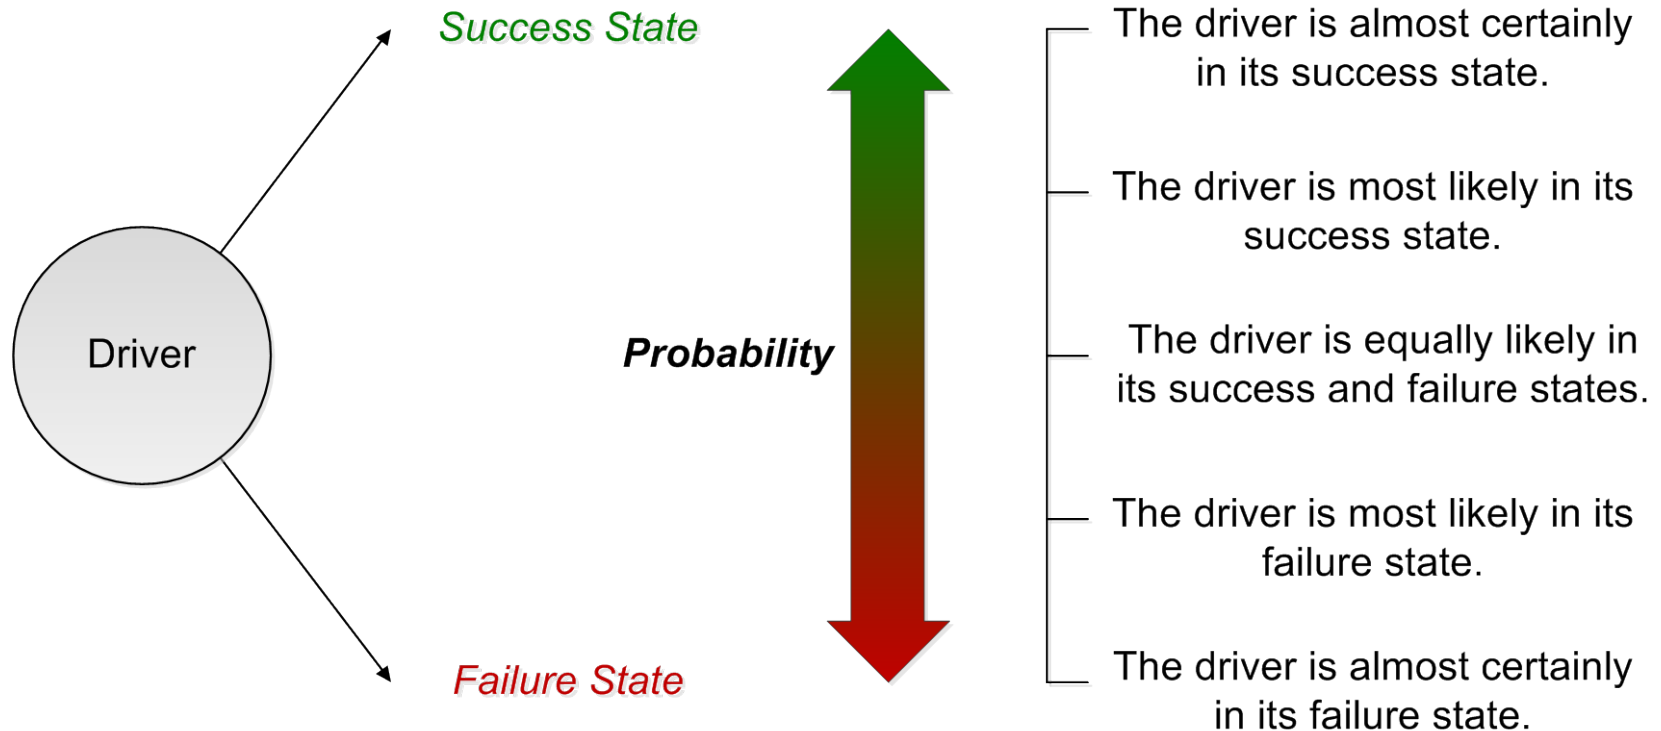 Success State
The driver is almost certainly
in its success state.
The driver is most likely in its
success state.
Driver
Probability
The driver is equally likely in
its success and failure states.
The driver is most likely in its
failure state.
Failure State
The driver is almost certainly
in its failure state.